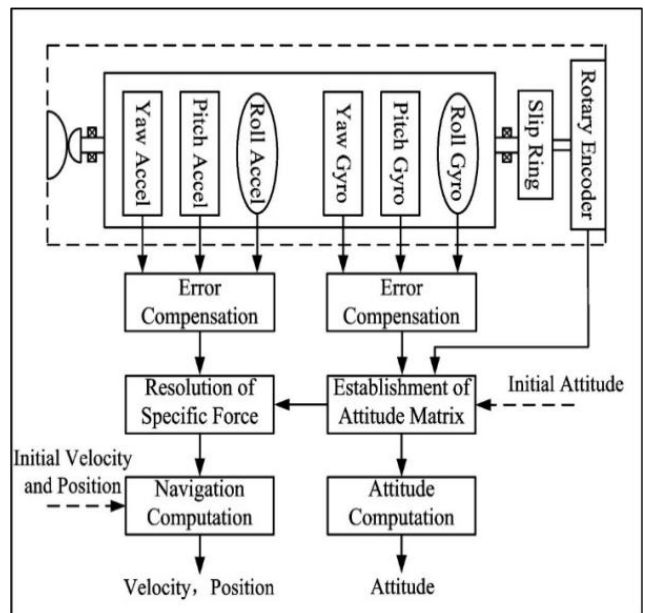 Yaw Accel
Pitch Accel
Roll Accel
Yaw Gyro
Pitch Gyro
Roll Gyro
Slip Ring
Rotary Encoder
Error
Compensation
Error
Compensation
Resolution of
Specific Force
Establishment of
Attitude Matrix
Initial Attitude
Initial Velocity
and Position
Navigation
Computation
Attitude
Computation
Velocity，Position
Attitude